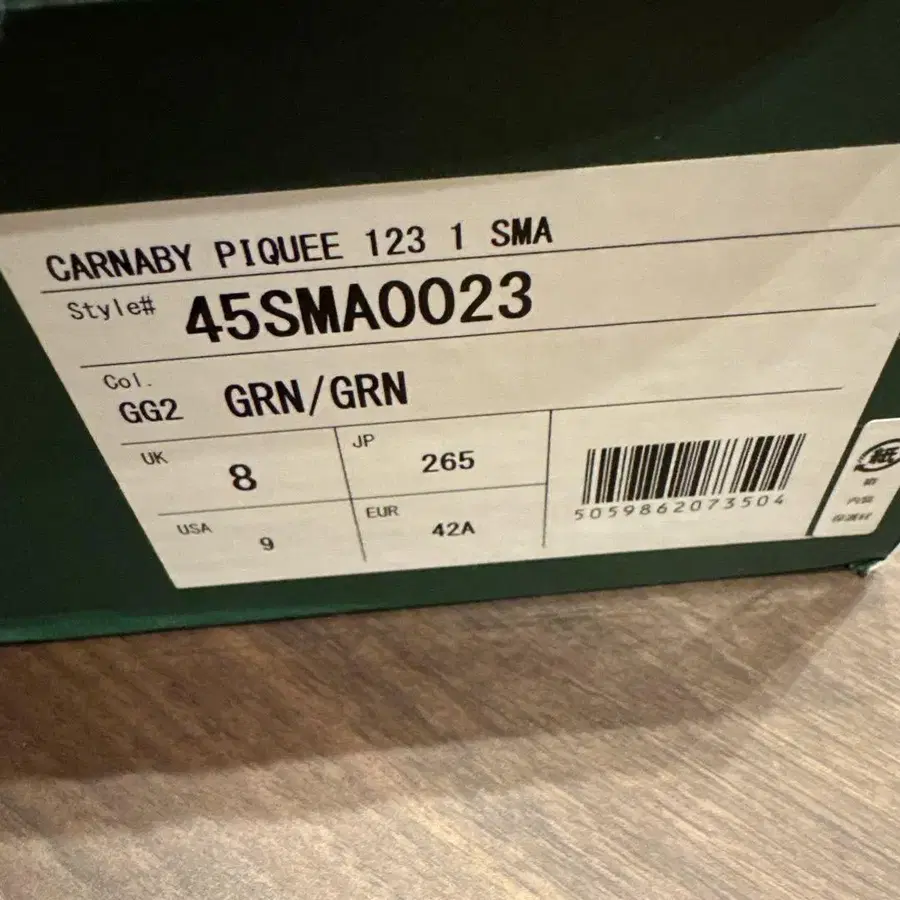 CARNABY PIQUEE 123 1 SMA
Style# 45SMA0023
Col.
GG2 GRN/GRN
UK 8
JP 265
USA 9
EUR 42A
5059862073504
紙